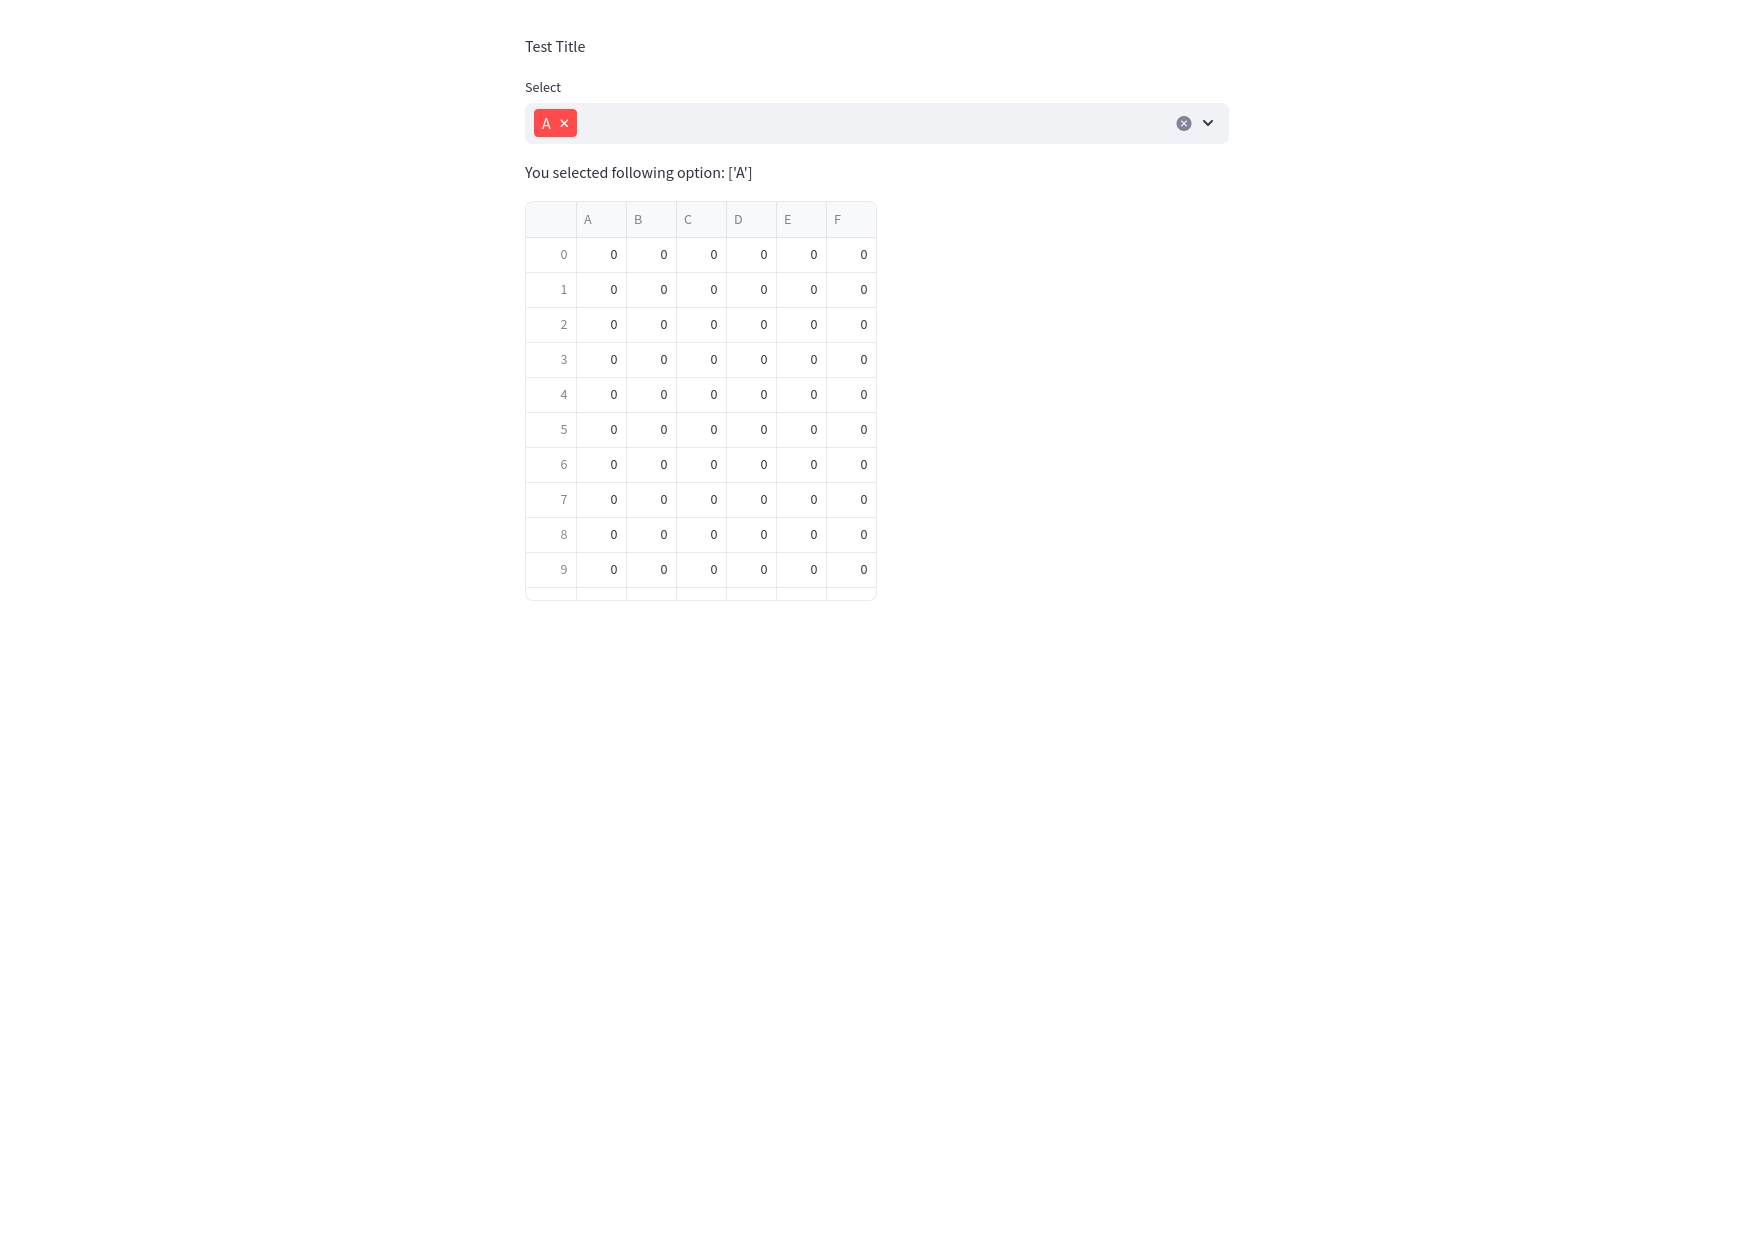 Test Title
Select
A
You selected following option: ['A']
A B C D E F
0 0 0 0 0 0 0
1 0 0 0 0 0 0
2 0 0 0 0 0 0
3 0 0 0 0 0 0
4 0 0 0 0 0 0
5 0 0 0 0 0 0
6 0 0 0 0 0 0
7 0 0 0 0 0 0
8 0 0 0 0 0 0
9 0 0 0 0 0 0